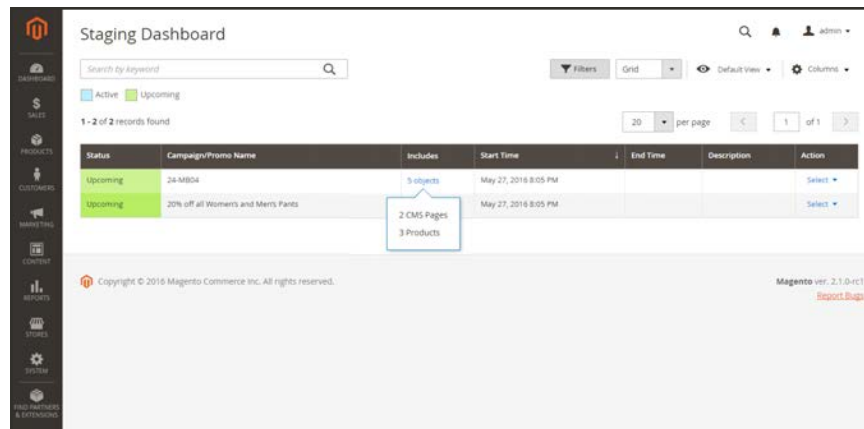 Staging Dashboard
admin
Search by keyword
Filters
Grid
Default View
Columns
Active Upcoming
1 - 2 of 2 records found
20 per page 1 of 1
Status Campaign/Promo Name Includes Start Time ↓ End Time Description Action
Upcoming 24-MB04 5 objects May 27, 2016 8:05 PM Select
Upcoming 20% off all Women's and Men's Pants May 27, 2016 8:05 PM Select
2 CMS Pages
3 Products
Copyright © 2016 Magento Commerce Inc. All rights reserved.
Magento ver. 2.1.0-rc1
Report Bugs
DASHBOARD
SALES
PRODUCTS
CUSTOMERS
MARKETING
CONTENT
REPORTS
STORES
SYSTEM
FIND PARTNERS
& EXTENSIONS